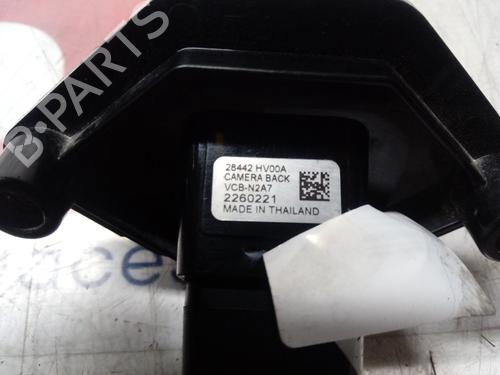 B-PARTS
28442 HV00A
CAMERA BACK
VCB-N2A7
2260221
MADE IN THAILAND